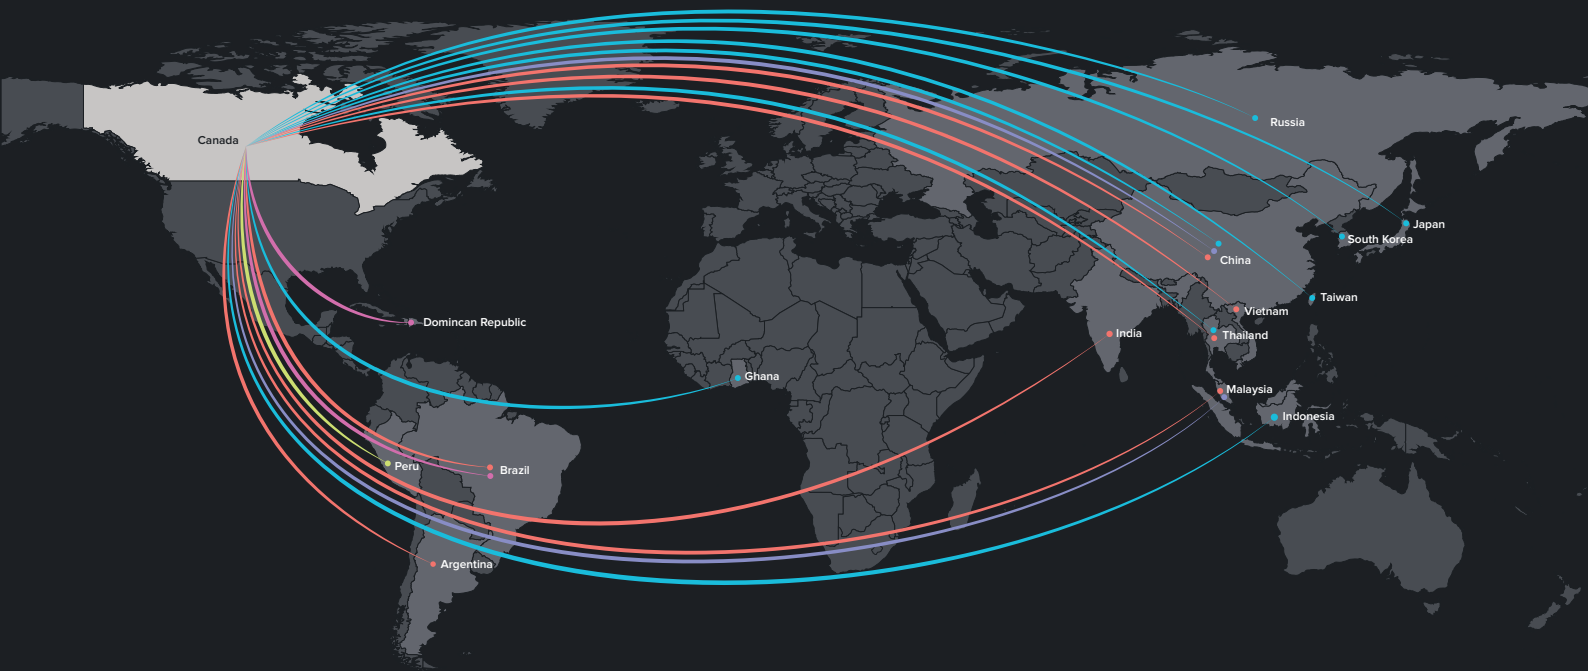 Russia
Canada
Japan
South Korea
China
Taiwan
Vietnam
Domincan Republic
India
Thailand
Ghana
Malaysia
Indonesia
Peru
Brazil
Argentina